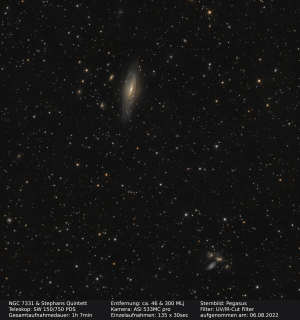 NGC 7331 & Stephans Quintett
Entfernung: ca. 46 & 300 MLJ
Sternbild: Pegasus
Teleskop: SW 150/750 PDS
Kamera: ASI 533MC pro
Filter: UV/IR-Cut Filter
Gesamtaufnahmedauer: 1h 7min
Einzelaufnahmen: 135 x 30sec
aufgenommen am: 06.08.2022